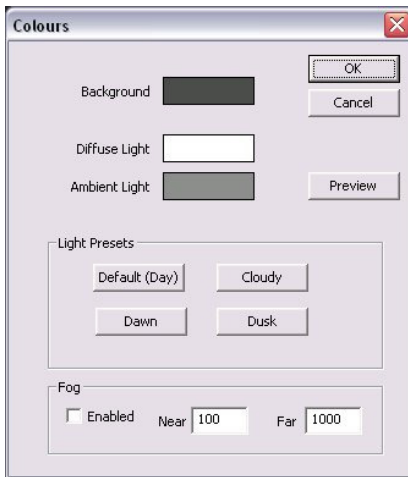 Colours
OK
Background
Cancel
Diffuse Light
Ambient Light
Preview
Light Presets
Default (Day)
Cloudy
Dawn
Dusk
Fog
Enabled
Near 100
Far 1000